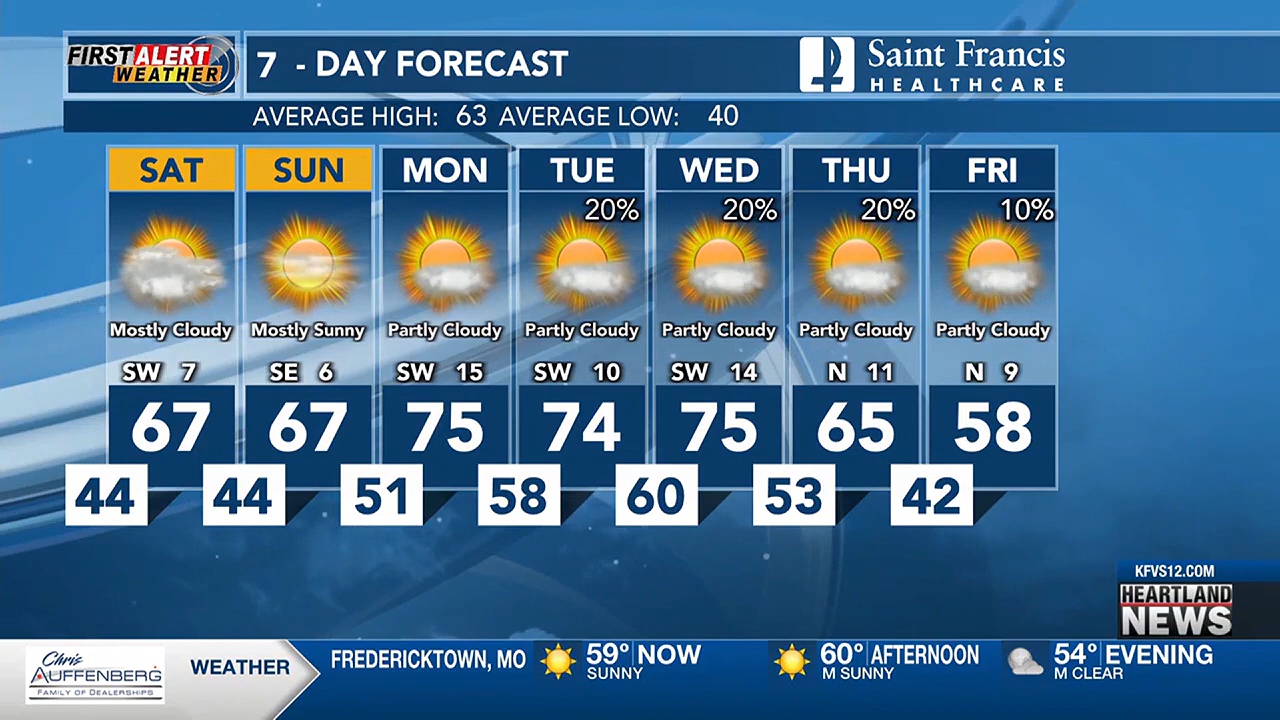 FIRST ALERT
WEATHER
7 - DAY FORECAST
Saint Francis
HEALTHCARE
AVERAGE HIGH: 63 AVERAGE LOW: 40
SAT SUN MON TUE WED THU FRI
20% 20% 20% 10%
Mostly Cloudy Mostly Sunny Partly Cloudy Partly Cloudy Partly Cloudy Partly Cloudy Partly Cloudy
SW 7 SE 6 SW 15 SW 10 SW 14 N 11 N 9
67 67 75 74 75 65 58
44 44 51 58 60 53 42
KFVS12.COM
HEARTLAND
NEWS
Chris
AUFFENBERG
FAMILY OF DEALERSHIPS
WEATHER
FREDERICKTOWN, MO
59° NOW
SUNNY
60° AFTERNOON
M SUNNY
54° EVENING
M CLEAR